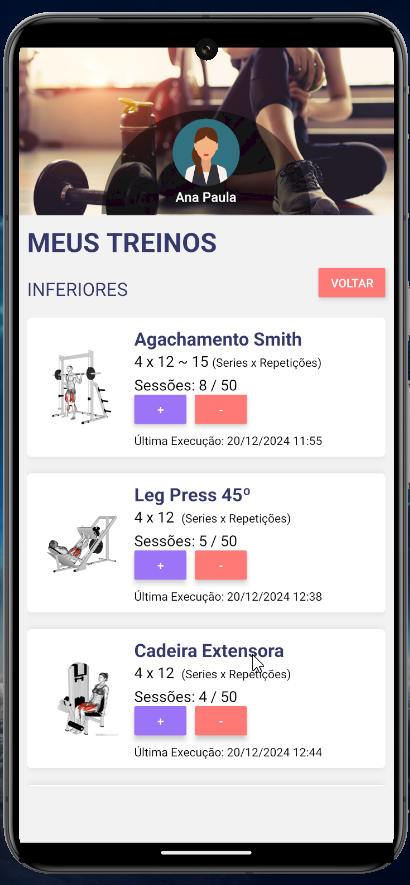 Ana Paula
MEUS TREINOS
INFERIORES
VOLTAR
Agachamento Smith
4 x 12 ~ 15 (Series x Repetições)
Sessões: 8 / 50
+ -
Última Execução: 20/12/2024 11:55
Leg Press 45º
4 x 12 (Series x Repetições)
Sessões: 5 / 50
+ -
Última Execução: 20/12/2024 12:38
Cadeira Extensora
4 x 12 (Series x Repetições)
Sessões: 4 / 50
+ -
Última Execução: 20/12/2024 12:44